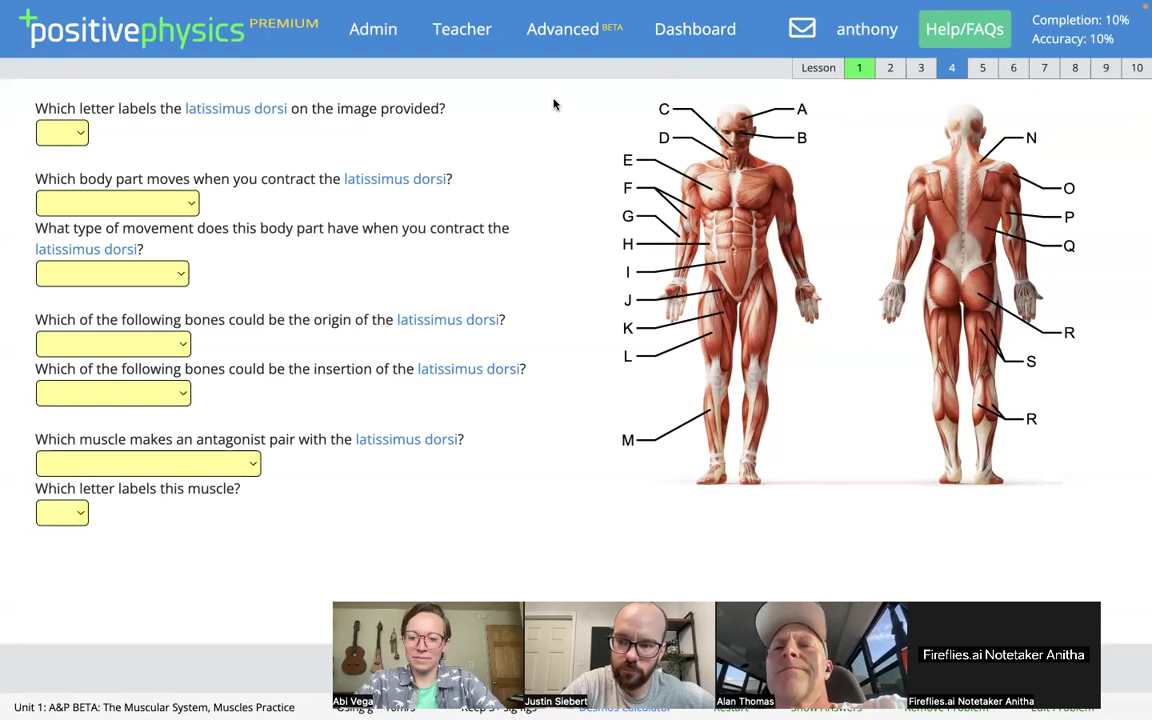 +positivephysics PREMIUM
Admin
Teacher
Advanced BETA
Dashboard
anthony
Help/FAQs
Completion: 10%
Accuracy: 10%
Lesson 1 2 3 4 5 6 7 8 9 10
Which letter labels the latissimus dorsi on the image provided?
Which body part moves when you contract the latissimus dorsi?
What type of movement does this body part have when you contract the
latissimus dorsi?
Which of the following bones could be the origin of the latissimus dorsi?
Which of the following bones could be the insertion of the latissimus dorsi?
Which muscle makes an antagonist pair with the latissimus dorsi?
Which letter labels this muscle?
C
A
D
B
E
F
G
H
I
J
K
L
M
N
O
P
Q
R
S
R
Fireflies.ai Notetaker Anitha
Abi Vega
Justin Siebert
Alan Thomas
Fireflies.ai Notetaker Anitha
Unit 1: A&P BETA: The Muscular System, Muscles Practice